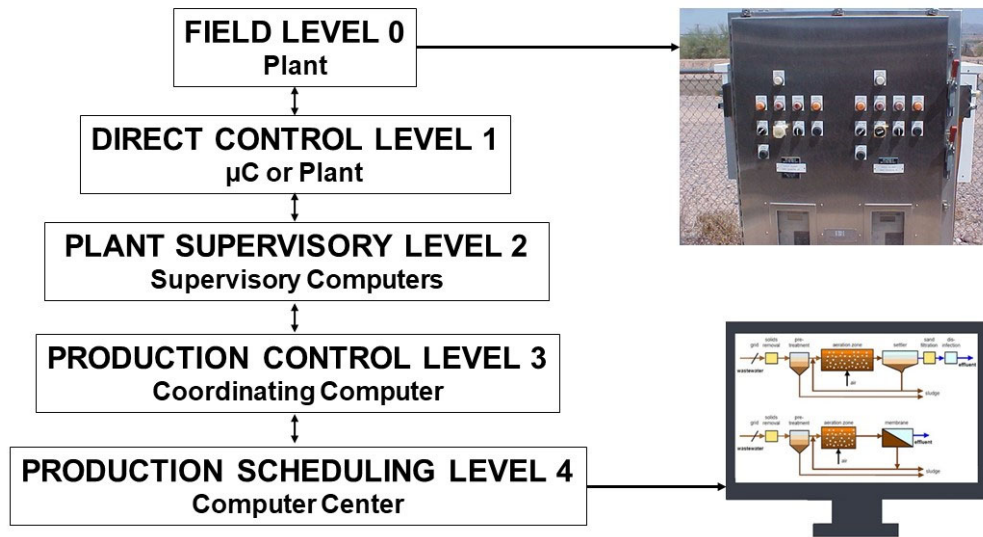 FIELD LEVEL 0
Plant
DIRECT CONTROL LEVEL 1
µC or Plant
PLANT SUPERVISORY LEVEL 2
Supervisory Computers
PRODUCTION CONTROL LEVEL 3
Coordinating Computer
PRODUCTION SCHEDULING LEVEL 4
Computer Center
grid
solids
removal
pre-
treatment
aeration zone
settler
sand
filtration
dis-
infection
wastewater
air
effluent
sludge
grid
solids
removal
pre-
treatment
aeration zone
membrane
wastewater
air
effluent
sludge